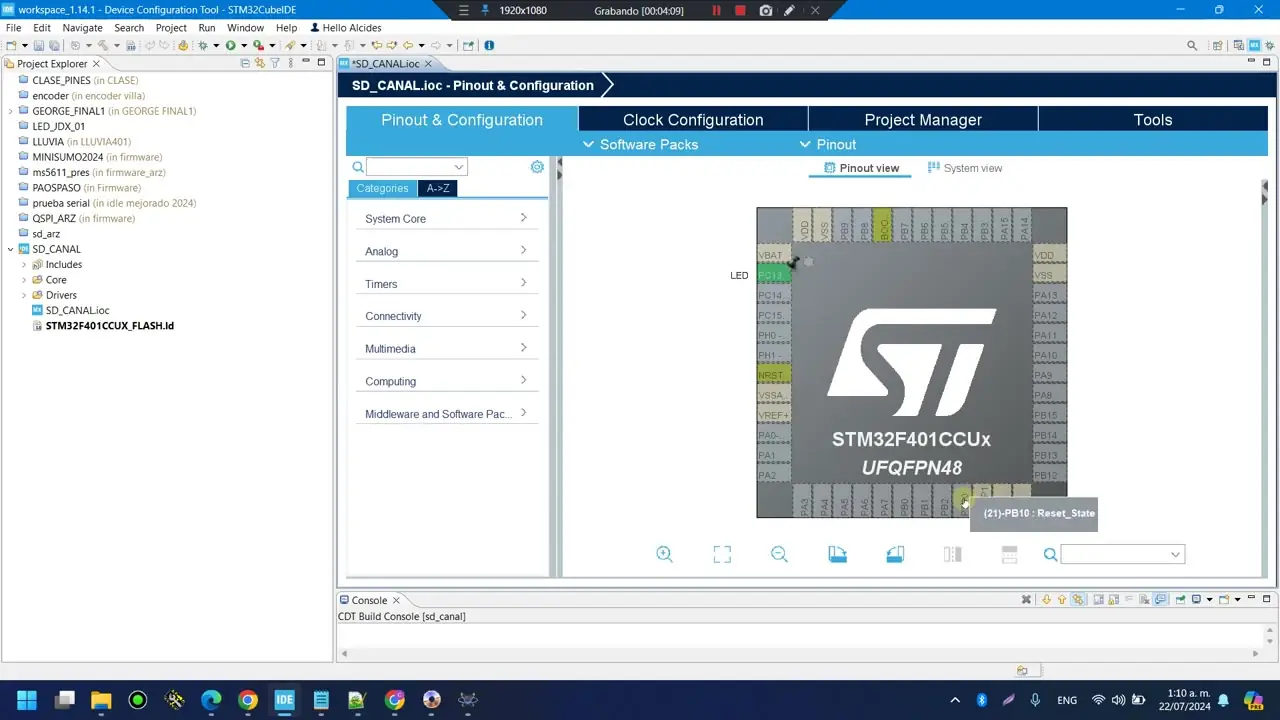 workspace_1.14.1 - Device Configuration Tool - STM32CubeIDE
1920x1080
Grabando [00:04:09]
File Edit Navigate Search Project Run Window Help Hello Alcides
Project Explorer
CLASE_PINES (in CLASE)
encoder (in encoder villa)
GEORGE_FINAL1 (in GEORGE FINAL1)
LED_JDX_01
LLUVIA (in LLUVIA401)
MINISUMO2024 (in firmware)
ms5611_pres (in firmware_arz)
PAOSPASO (in Firmware)
prueba serial (in idle mejorado 2024)
QSPI_ARZ (in firmware)
sd_arz
SD_CANAL
Includes
Core
Drivers
SD_CANAL.ioc
STM32F401CCUX_FLASH.ld
*SD_CANAL.ioc
SD_CANAL.ioc - Pinout & Configuration
Pinout & Configuration
Clock Configuration
Project Manager
Tools
Software Packs
Pinout
Pinout view
System view
Categories
A->Z
System Core
Analog
Timers
Connectivity
Multimedia
Computing
Middleware and Software Pac...
VDD VSS PB9 PB8 BOO. PB7 PB6 PB5 PB4 PB3 PA15 PA14
LED
VBAT
PC13.
PC14.
PC15.
PH0 -.
PH1 -
NRST
VSSA.
VREF+
PA0-..
PA1
PA2
VDD
VSS
PA13
PA12
PA11
PA10
PA9
PA8
PB15
PB14
PB13
PB12
STM32F401CCUx
UFQFPN48
PA3 PA4 PA5 PA6 PA7 PB0 PB1 PB2
(21)-PB10 : Reset_State
Console
CDT Build Console [sd_canal]
IDE
ENG
1:10 a. m.
22/07/2024